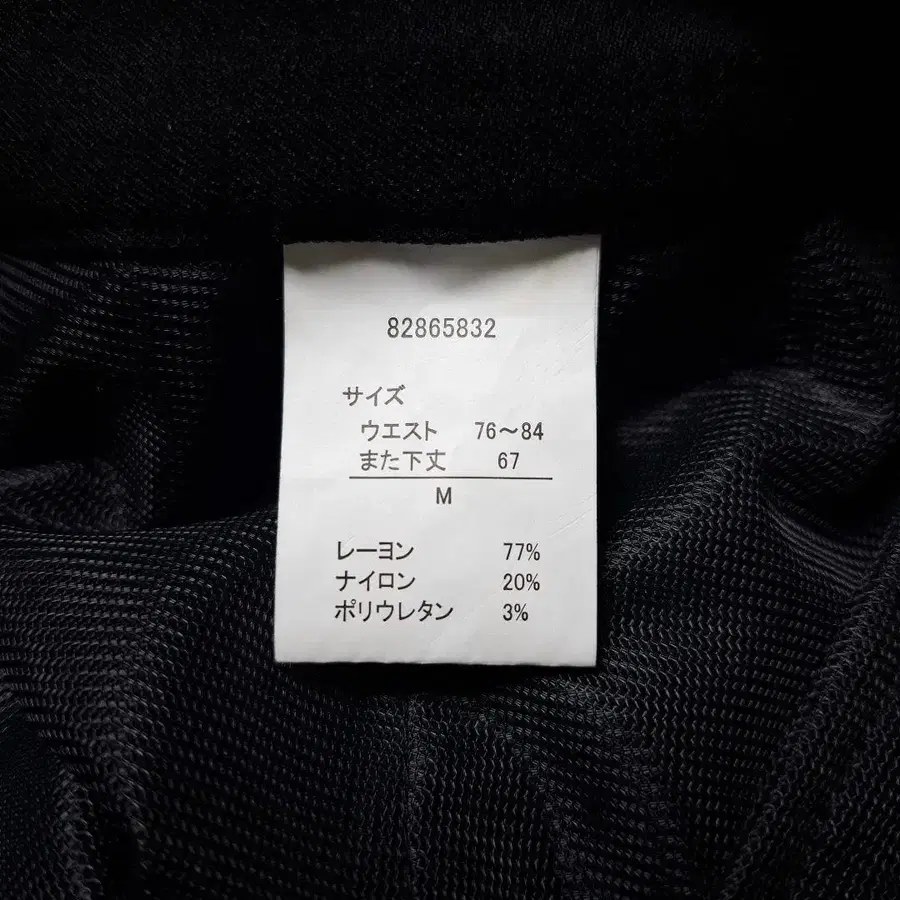 82865832
サイズ
ウエスト 76〜84
また下丈 67
M
レーヨン 77%
ナイロン 20%
ポリウレタン 3%